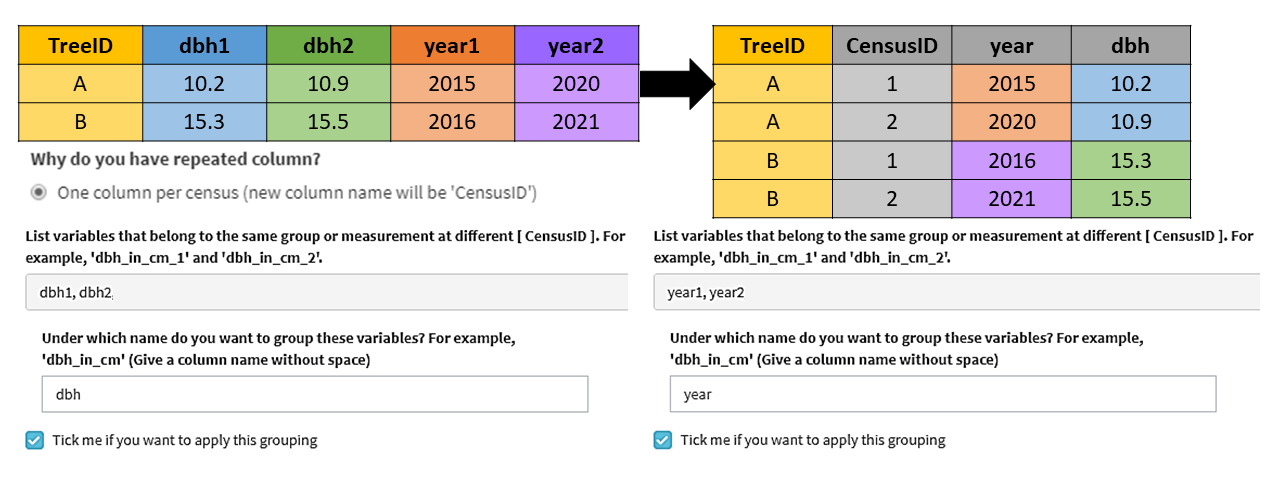 TreeID dbh1 dbh2 year1 year2
A 10.2 10.9 2015 2020
B 15.3 15.5 2016 2021
TreeID CensusID year dbh
A 1 2015 10.2
A 2 2020 10.9
B 1 2016 15.3
B 2 2021 15.5
Why do you have repeated column?
One column per census (new column name will be 'CensusID')
List variables that belong to the same group or measurement at different [ CensusID ]. For
example, 'dbh_in_cm_1' and 'dbh_in_cm_2'.
dbh1, dbh2,
Under which name do you want to group these variables? For example,
'dbh_in_cm' (Give a column name without space)
dbh
Tick me if you want to apply this grouping
List variables that belong to the same group or measurement at different [ CensusID ]. For
example, 'dbh_in_cm_1' and 'dbh_in_cm_2'.
year1, year2
Under which name do you want to group these variables? For example,
'dbh_in_cm' (Give a column name without space)
year
Tick me if you want to apply this grouping